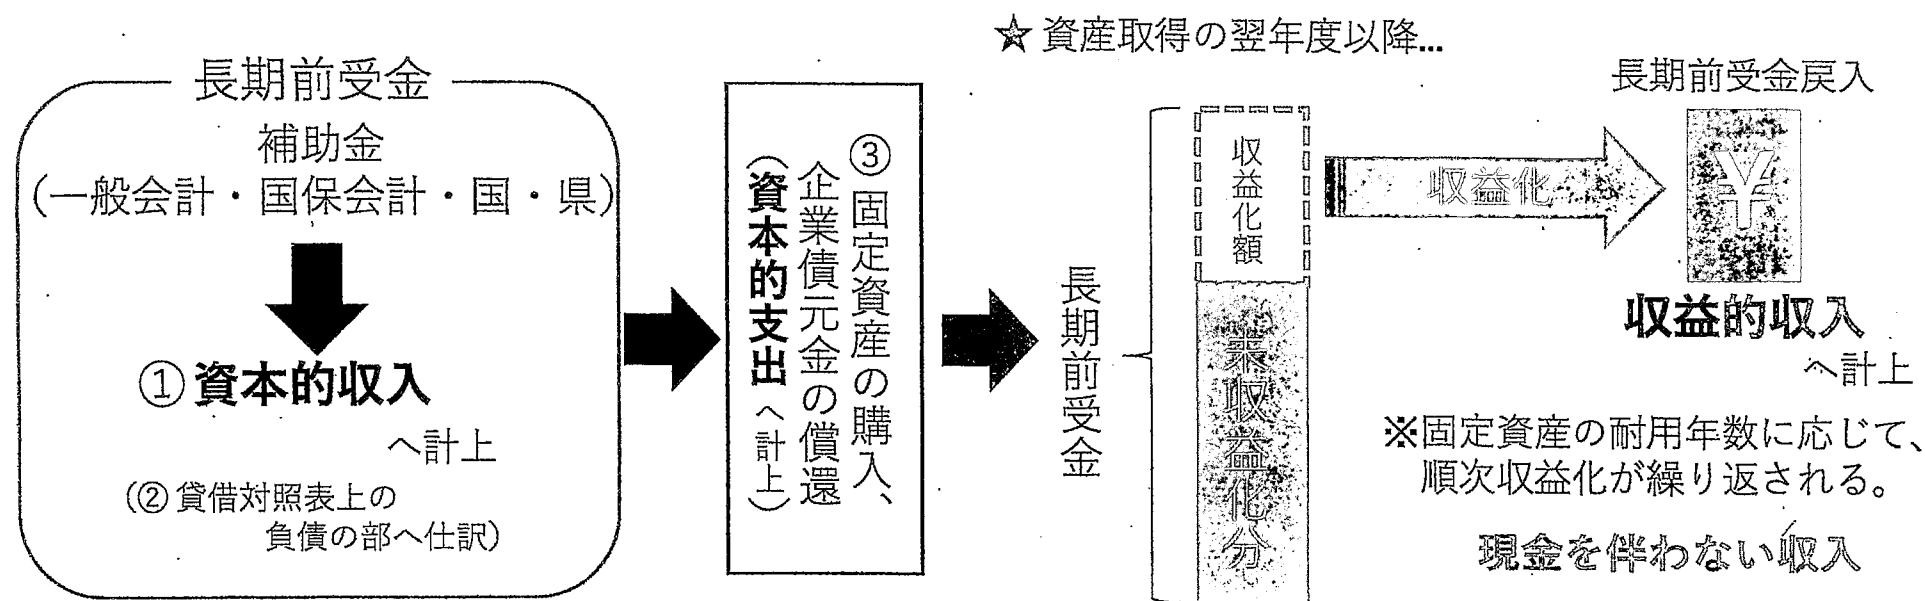 長期前受金
補助金
（一般会計・国保会計・国・県）
①資本的収入
へ計上
（②貸借対照表上の
負債の部へ仕訳）
③固定資産の購入、
企業債元金の償還
（資本的支出へ計上）
☆資産取得の翌年度以降...
長期前受金
収益化額
未収益化分
収益化
長期前受金戻入
¥
収益的収入
へ計上
※固定資産の耐用年数に応じて、
順次収益化が繰り返される。
現金を伴わない収入